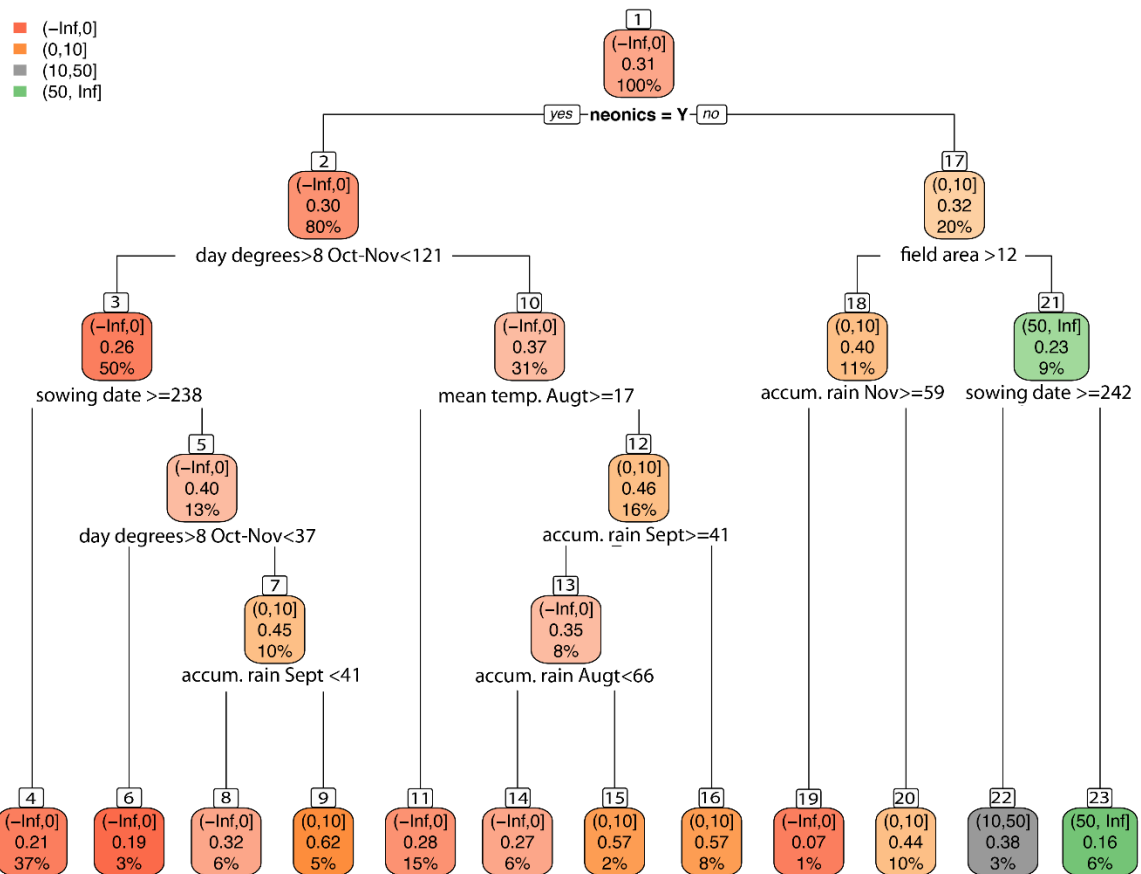 (−Inf,0]
(0,10]
(10,50]
(50, Inf]
1
(−Inf,0]
0.31
100%
yes neonics = Y no
2
(−Inf,0]
0.30
80%
17
(0,10]
0.32
20%
day degrees>8 Oct-Nov<121
field area >12
3
(−Inf,0]
0.26
50%
10
(−Inf,0]
0.37
31%
18
(0,10]
0.40
11%
21
(50, Inf]
0.23
9%
sowing date >=238
mean temp. Augt>=17
accum. rain Nov>=59
sowing date >=242
5
(−Inf,0]
0.40
13%
12
(0,10]
0.46
16%
day degrees>8 Oct-Nov<37
accum. rain Sept>=41
7
(0,10]
0.45
10%
13
(−Inf,0]
0.35
8%
accum. rain Sept <41
accum. rain Augt<66
4
(−Inf,0]
0.21
37%
6
(−Inf,0]
0.19
3%
8
(−Inf,0]
0.32
6%
9
(0,10]
0.62
5%
11
(−Inf,0]
0.28
15%
14
(−Inf,0]
0.27
6%
15
(0,10]
0.57
2%
16
(0,10]
0.57
8%
19
(−Inf,0]
0.07
1%
20
(0,10]
0.44
10%
22
(10,50]
0.38
3%
23
(50, Inf]
0.16
6%